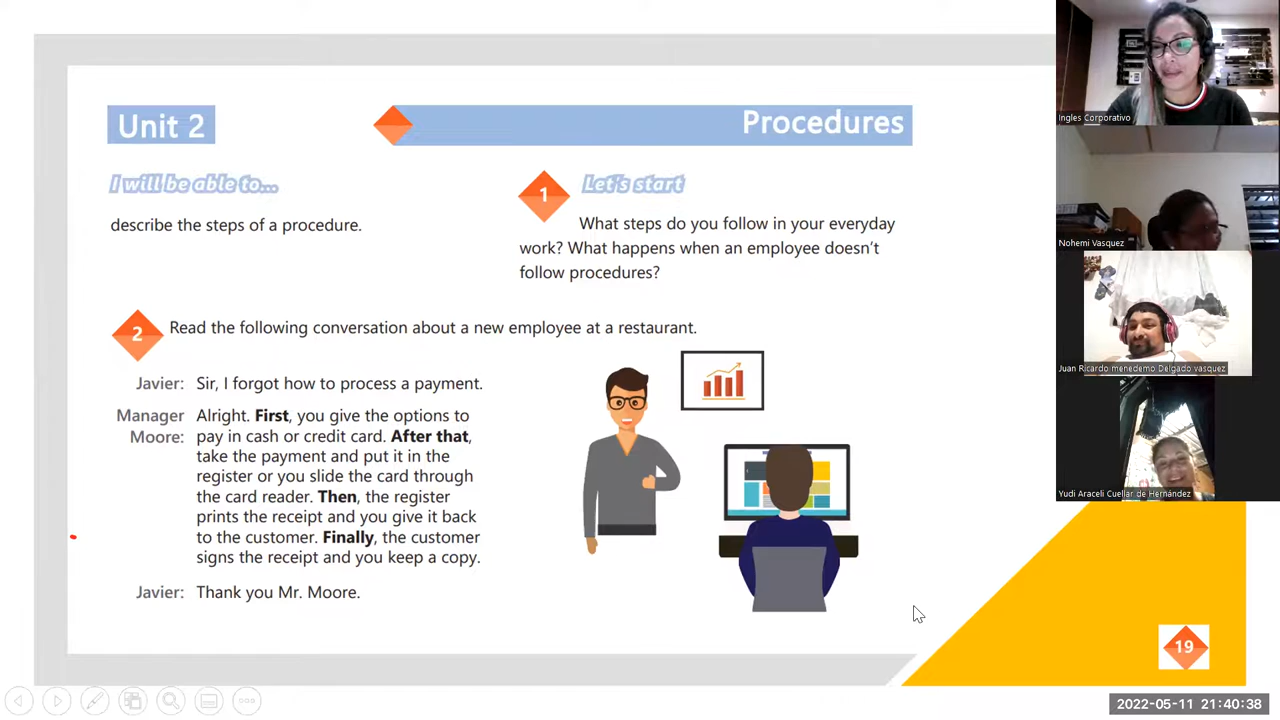 Unit 2
Procedures
I will be able to...
describe the steps of a procedure.
1
Let's start
What steps do you follow in your everyday
work? What happens when an employee doesn't
follow procedures?
2
Read the following conversation about a new employee at a restaurant.
Javier: Sir, I forgot how to process a payment.
Manager Alright. First, you give the options to
Moore: pay in cash or credit card. After that,
take the payment and put it in the
register or you slide the card through
the card reader. Then, the register
prints the receipt and you give it back
to the customer. Finally, the customer
signs the receipt and you keep a copy.
Javier: Thank you Mr. Moore.
19
Ingles Corporativo
Nohemi Vasquez
Juan Ricardo menedemo Delgado vasquez
Yudi Araceli Cuellar de Hernández
2022-05-11 21:40:38